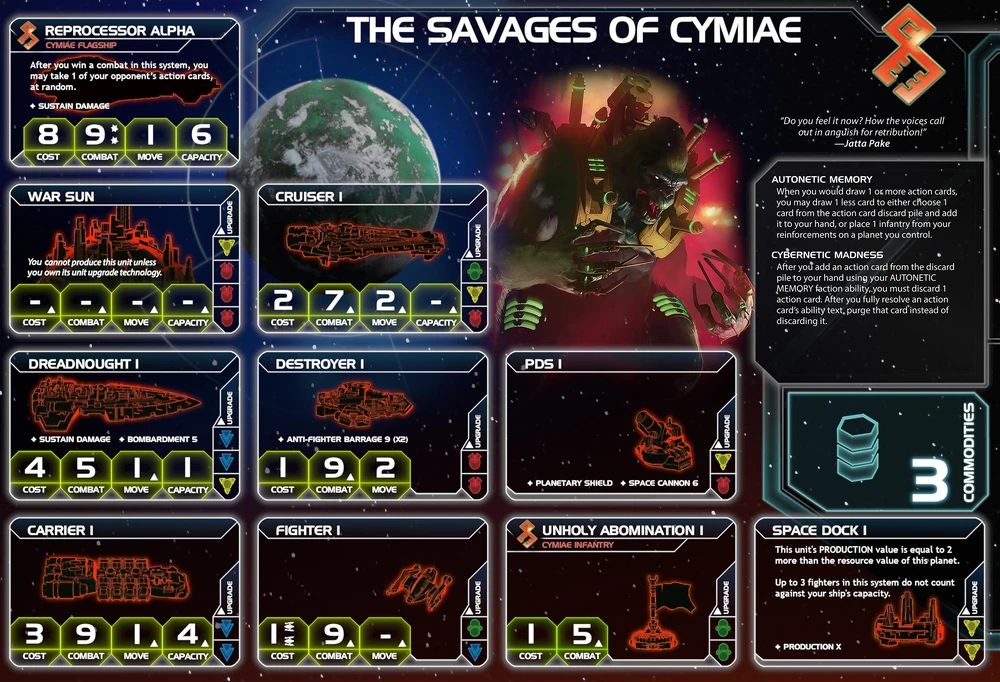 THE SAVAGES OF CYMIAE
REPROCESSOR ALPHA
CYMIAE FLAGSHIP
After you win a combat in this system, you
may take 1 of your opponent's action cards,
at random.
SUSTAIN DAMAGE
8 9 1 6
COST COMBAT MOVE CAPACITY
"Do you feel it now? How the voices call
out in anguish for retribution!"
—Jatta Pake
AUTONETIC MEMORY
When you would draw 1 or more action cards,
you may draw 1 less card to either choose 1
card from the action card discard pile and add
it to your hand, or place 1 infantry from your
reinforcements on a planet you control.
CYBERNETIC MADNESS
After you add an action card from the discard
pile to your hand using your AUTONETIC
MEMORY faction ability, you must discard 1
action card. After you fully resolve an action
card's ability text, purge that card instead of
discarding it.
WAR SUN
UPGRADE
You cannot produce this unit unless
you own its unit upgrade technology.
- - - -
COST COMBAT MOVE CAPACITY
CRUISER I
UPGRADE
2 7 2 -
COST COMBAT MOVE CAPACITY
DREADNOUGHT I
UPGRADE
SUSTAIN DAMAGE BOMBARDMENT 5
4 5 1 1
COST COMBAT MOVE CAPACITY
DESTROYER I
UPGRADE
ANTI-FIGHTER BARRAGE 9 (X2)
1 9 2
COST COMBAT MOVE
PDS I
UPGRADE
PLANETARY SHIELD SPACE CANNON 6
3
COMMODITIES
CARRIER I
UPGRADE
3 9 1 4
COST COMBAT MOVE CAPACITY
FIGHTER I
UPGRADE
1 9 -
COST COMBAT MOVE
UNHOLY ABOMINATION I
CYMIAE INFANTRY
UPGRADE
1 5
COST COMBAT
SPACE DOCK I
This unit's PRODUCTION value is equal to 2
more than the resource value of this planet.
Up to 3 fighters in this system do not count
against your ship's capacity.
UPGRADE
PRODUCTION X